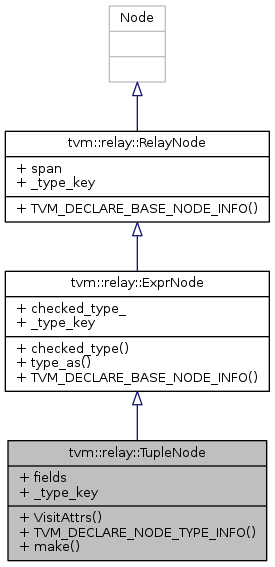 Node
tvm::relay::RelayNode
+ span
+ _type_key
+ TVM_DECLARE_BASE_NODE_INFO()
tvm::relay::ExprNode
+ checked_type_
+ _type_key
+ checked_type()
+ type_as()
+ TVM_DECLARE_BASE_NODE_INFO()
tvm::relay::TupleNode
+ fields
+ _type_key
+ VisitAttrs()
+ TVM_DECLARE_NODE_TYPE_INFO()
+ make()